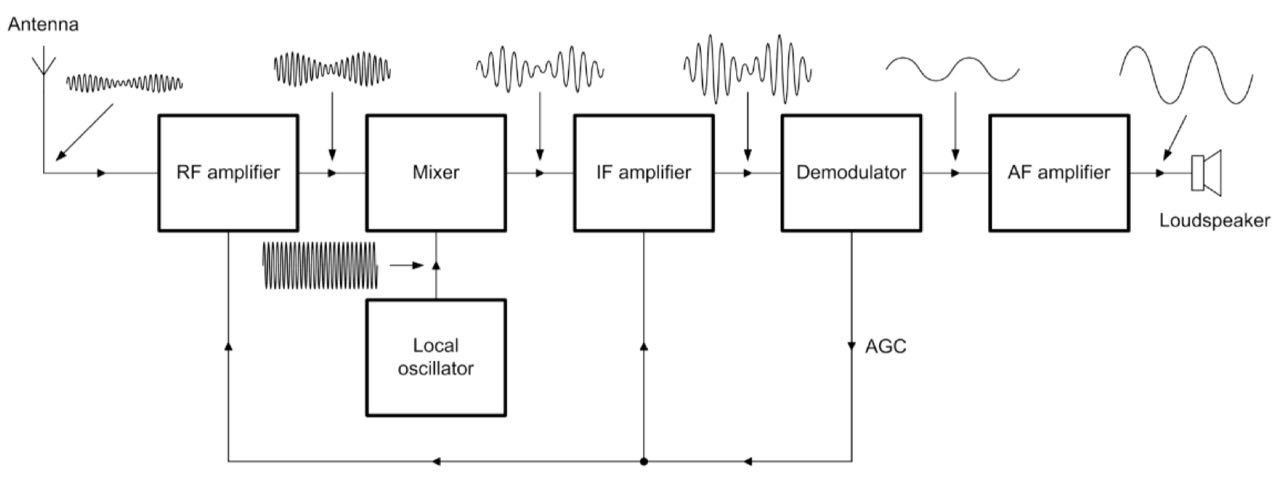 Antenna
RF amplifier
Mixer
IF amplifier
Demodulator
AF amplifier
Loudspeaker
Local
oscillator
AGC